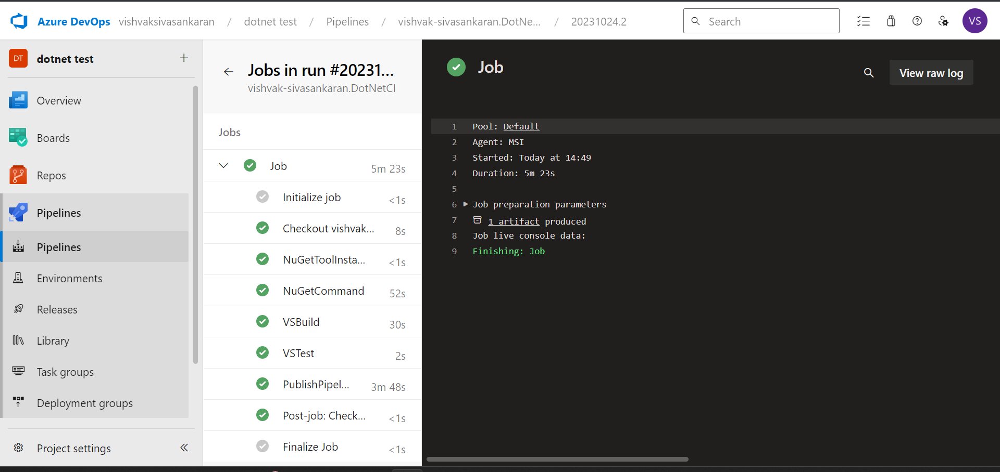 Azure DevOps vishvaksivasankaran / dotnet test / Pipelines / vishvak-sivasankaran.DotNe... / 20231024.2
Search
VS
DT dotnet test
Overview
Boards
Repos
Pipelines
Pipelines
Environments
Releases
Library
Task groups
Deployment groups
Project settings
Jobs in run #20231...
vishvak-sivasankaran.DotNetCI
Jobs
Job 5m 23s
Initialize job <1s
Checkout vishvak... 8s
NuGetToolInsta... <1s
NuGetCommand 52s
VSBuild 30s
VSTest 2s
PublishPipel... 3m 48s
Post-job: Check... <1s
Finalize Job <1s
Job
View raw log
1 Pool: Default
2 Agent: MSI
3 Started: Today at 14:49
4 Duration: 5m 23s
5
6 Job preparation parameters
7 1 artifact produced
8 Job live console data:
9 Finishing: Job